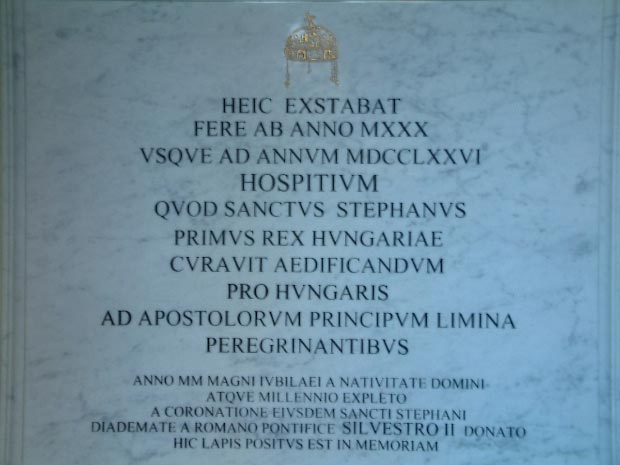 HEIC EXSTABAT
FERE AB ANNO MXXX
VSQVE AD ANNVM MDCCLXXVI
HOSPITIVM
QVOD SANCTVS STEPHANVS
PRIMVS REX HVNGARIAE
CVRAVIT AEDIFICANDVM
PRO HVNGARIS
AD APOSTOLORVM PRINCIPVM LIMINA
PEREGRINANTIBVS
ANNO MM MAGNI IVBILAEI A NATIVITATE DOMINI
ATQVE MILLENNIO EXPLETO
A CORONATIONE EIVSDEM SANCTI STEPHANI
DIADEMATE A ROMANO PONTIFICE SILVESTRO II DONATO
HIC LAPIS POSITVS EST IN MEMORIAM